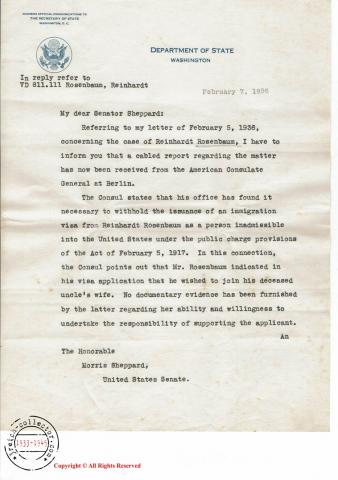 ADDRESS OFFICIAL COMMUNICATIONS TO
THE SECRETARY OF STATE
WASHINGTON, D. C.
DEPARTMENT OF STATE
WASHINGTON
In reply refer to
VD 811.111 Rosenbaum, Reinhardt
February 7, 1936
My dear Senator Sheppard:
Referring to my letter of February 5, 1936,
concerning the case of Reinhardt Rosenbaum, I have to
inform you that a cabled report regarding the matter
has now been received from the American Consulate
General at Berlin.
The Consul states that his office has found it
necessary to withhold the issuance of an immigration
visa from Reinhardt Rosenbaum as a person inadmissible
into the United States under the public charge provisions
of the Act of February 5, 1917. In this connection,
the Consul points out that Mr. Rosenbaum indicated in
his visa application that he wished to join his deceased
uncle's wife. No documentary evidence has been furnished
by the latter regarding her ability and willingness to
undertake the responsibility of supporting the applicant.
An
The Honorable
Morris Sheppard,
United States Senate.
reich-collector.com
1933-1945
Copyright © All Rights Reserved